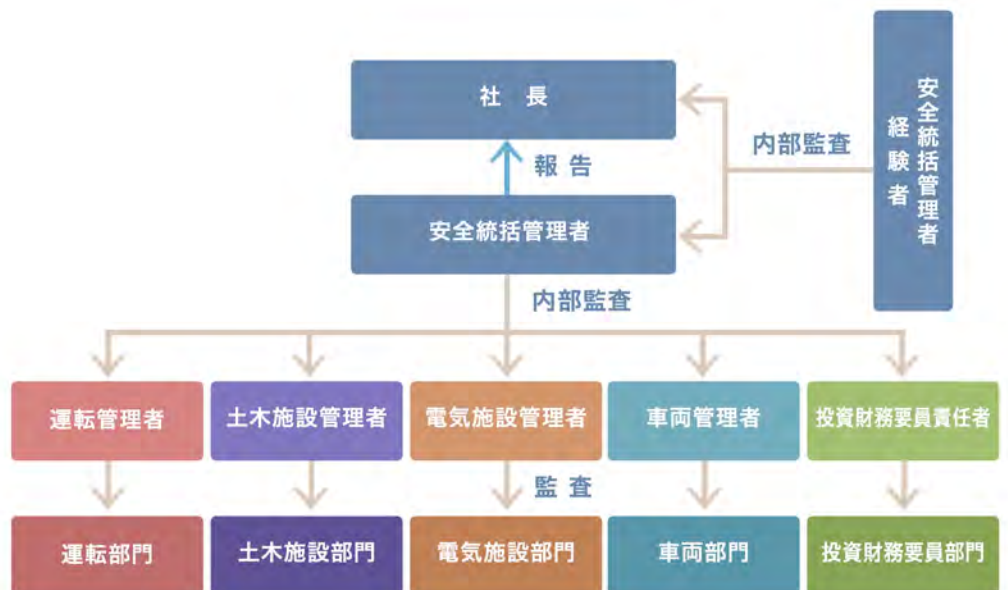 社 長
安全統括管理者
経験者
内部監査
報 告
安全統括管理者
内部監査
運転管理者
土木施設管理者
電気施設管理者
車両管理者
投資財務要員責任者
監 査
運転部門
土木施設部門
電気施設部門
車両部門
投資財務要員部門